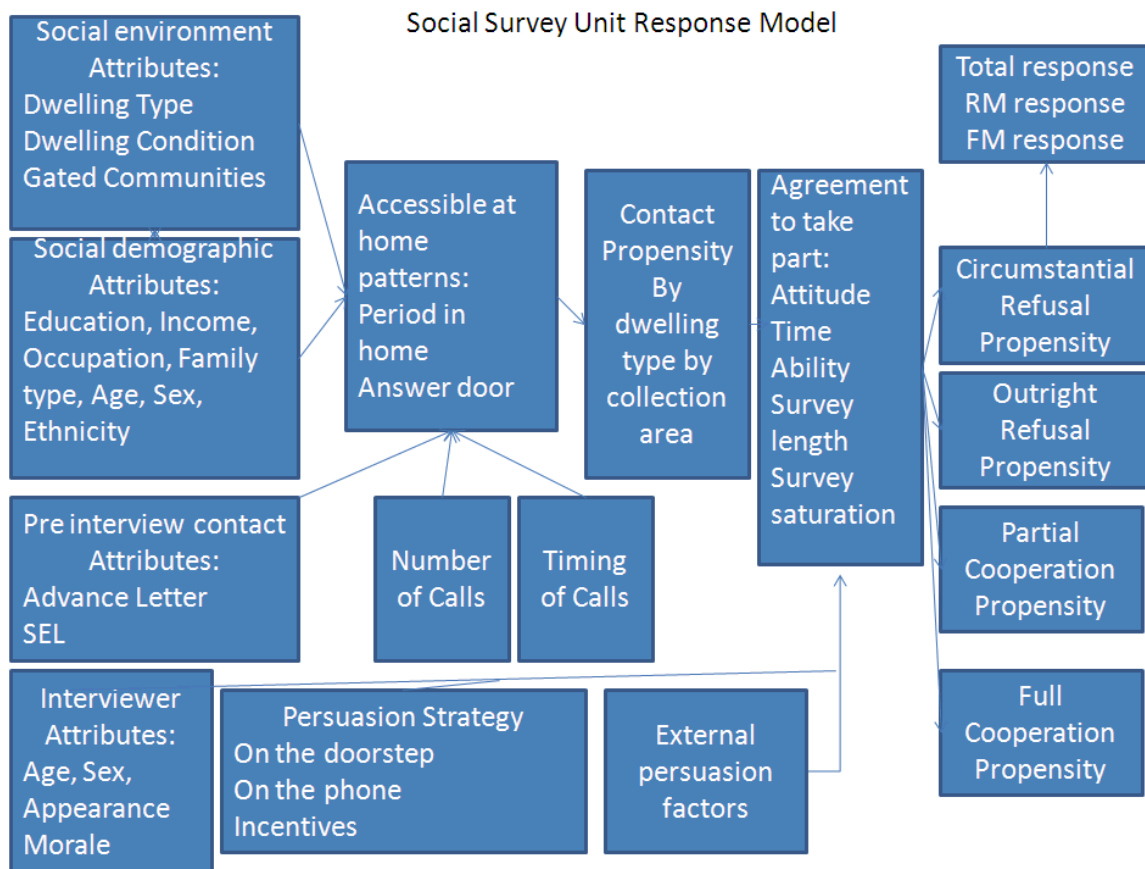 Social Survey Unit Response Model
Social environment
Attributes:
Dwelling Type
Dwelling Condition
Gated Communities
Social demographic
Attributes:
Education, Income,
Occupation, Family
type, Age, Sex,
Ethnicity
Pre interview contact
Attributes:
Advance Letter
SEL
Interviewer
Attributes:
Age, Sex,
Appearance
Morale
Accessible at
home
patterns:
Period in
home
Answer door
Number
of Calls
Timing
of Calls
Persuasion Strategy
On the doorstep
On the phone
Incentives
Contact
Propensity
By
dwelling
type by
collection
area
External
persuasion
factors
Agreement
to take
part:
Attitude
Time
Ability
Survey
length
Survey
saturation
Total response
RM response
FM response
Circumstantial
Refusal
Propensity
Outright
Refusal
Propensity
Partial
Cooperation
Propensity
Full
Cooperation
Propensity